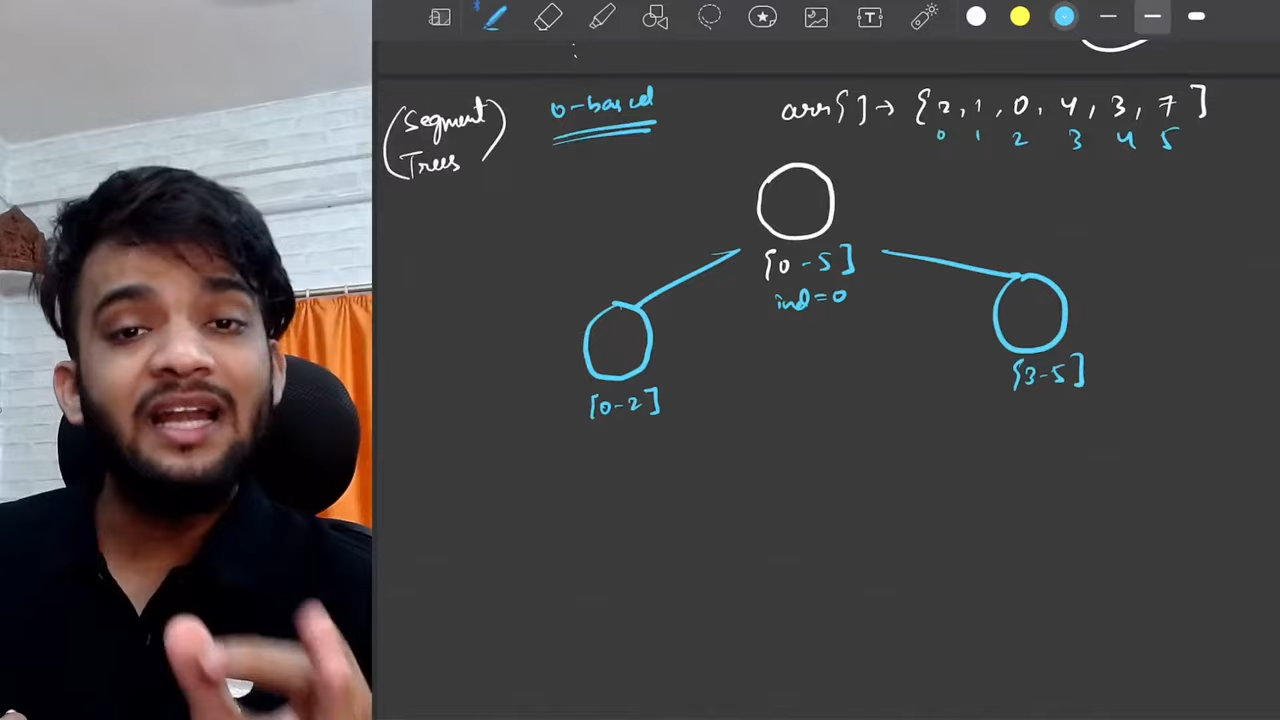 (Segment Trees)
0-based
arr[] → {2, 1, 0, 4, 3, 7]
0 1 2 3 4 5
[0-5]
ind=0
[0-2]
[3-5]